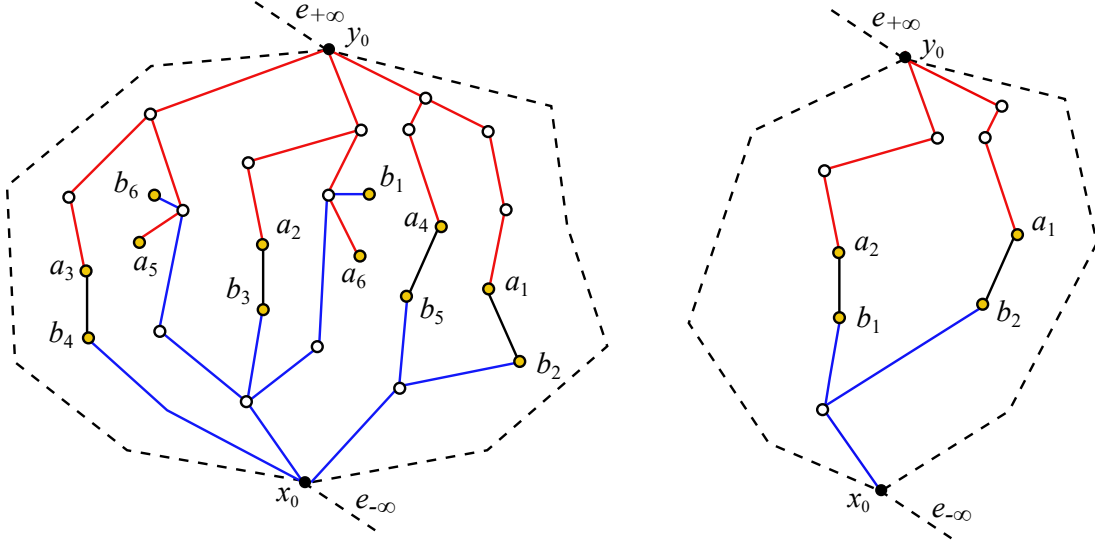 e₊∞
y₀
b₆
b₁
a₂
a₄
a₅
a₆
a₃
b₃
b₅
a₁
b₄
b₂
x₀
e₋∞
e₊∞
y₀
a₁
a₂
b₂
b₁
x₀
e₋∞